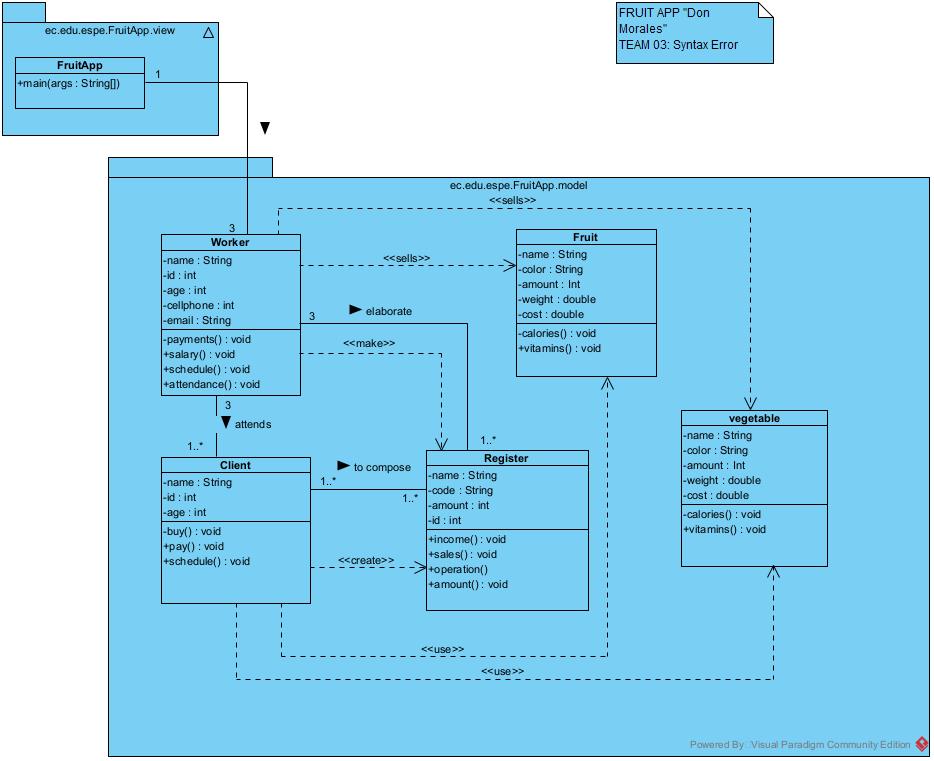 FRUIT APP "Don
Morales"
TEAM 03: Syntax Error
ec.edu.espe.FruitApp.view
FruitApp
+main(args : String[])
1
ec.edu.espe.FruitApp.model
<<sells>>
3
Worker
-name : String
-id : int
-age : int
-cellphone : int
-email : String
-payments() : void
+salary() : void
+schedule() : void
+attendance() : void
<<sells>>
Fruit
-name : String
-color : String
-amount : Int
-weight : double
-cost : double
-calories() : void
+vitamins() : void
3
elaborate
<<make>>
3
attends
1..*
1..*
vegetable
-name : String
-color : String
-amount : Int
-weight : double
-cost : double
-calories() : void
+vitamins() : void
Client
-name : String
-id : int
-age : int
-buy() : void
+pay() : void
+schedule() : void
to compose
1..*
1..*
Register
-name : String
-code : String
-amount : int
-id : int
+income() : void
+sales() : void
+operation()
+amount() : void
<<create>>
<<use>>
<<use>>
Powered By Visual Paradigm Community Edition